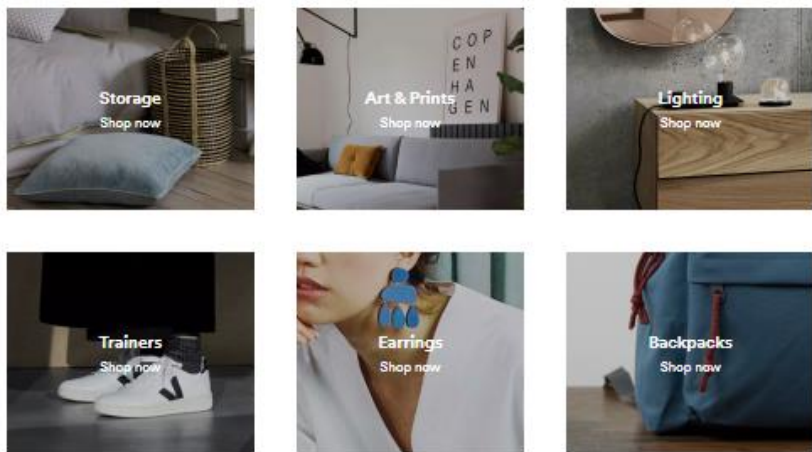 Storage
Shop now
COP
EN
HA
GEN
Art & Prints
Shop now
Lighting
Shop now
Trainers
Shop now
Earrings
Shop now
Backpacks
Shop now